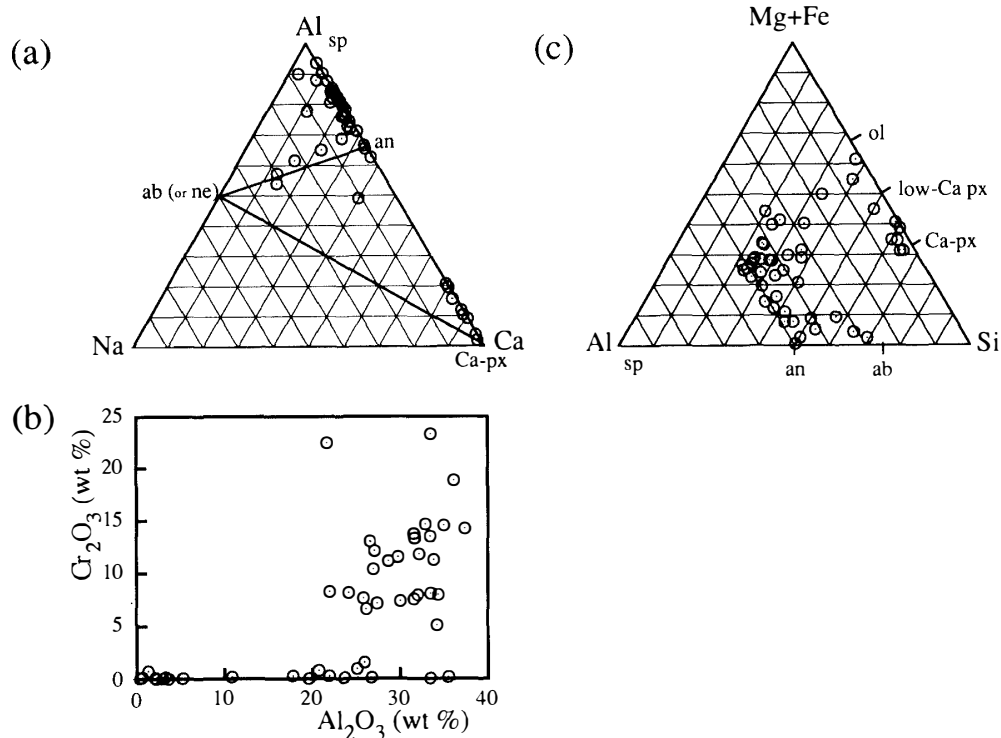 (a)
Al
sp
an
ab (or ne)
Na
Ca
Ca-px
(c)
Mg+Fe
ol
low-Ca px
Ca-px
Al
sp
an
ab
Si
(b)
Cr2O3 (wt %)
25
20
15
10
5
0
0
10
20
30
40
Al2O3 (wt %)